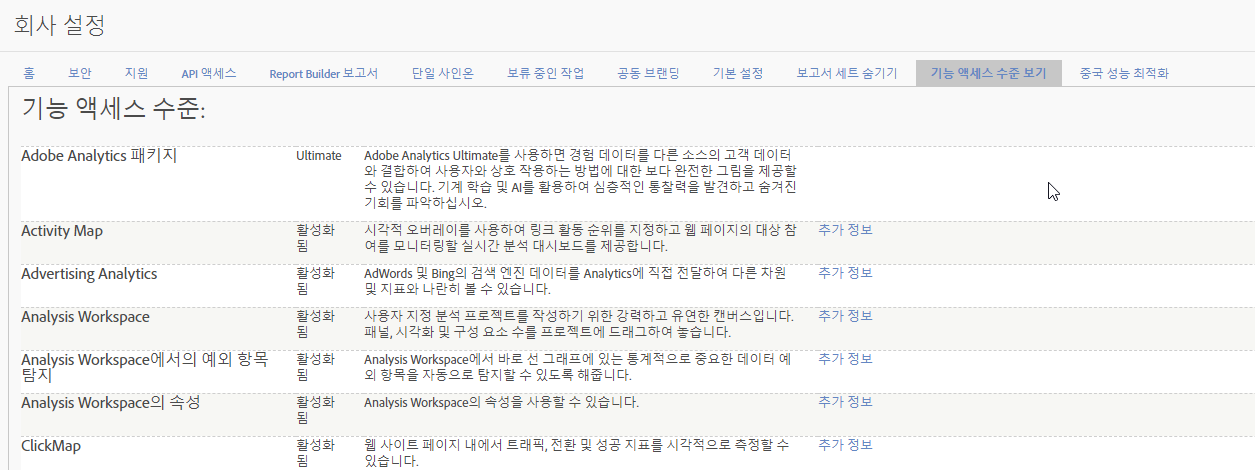 회사 설정
홈 보안 지원 API 액세스 Report Builder 보고서 단일 사인온 보류 중인 작업 공동 브랜딩 기본 설정 보고서 세트 숨기기 기능 액세스 수준 보기 중국 성능 최적화
기능 액세스 수준:
Adobe Analytics 패키지 Ultimate Adobe Analytics Ultimate를 사용하면 경험 데이터를 다른 소스의 고객 데이터
와 결합하여 사용자와 상호 작용하는 방법에 대한 보다 완전한 그림을 제공할
수 있습니다. 기계 학습 및 AI를 활용하여 심층적인 통찰력을 발견하고 숨겨진
기회를 파악하십시오.
Activity Map 활성화 시각적 오버레이를 사용하여 링크 활동 순위를 지정하고 웹 페이지의 대상 참 추가 정보
됨 여를 모니터링할 실시간 분석 대시보드를 제공합니다.
Advertising Analytics 활성화 AdWords 및 Bing의 검색 엔진 데이터를 Analytics에 직접 전달하여 다른 차원 추가 정보
됨 및 지표와 나란히 볼 수 있습니다.
Analysis Workspace 활성화 사용자 지정 분석 프로젝트를 작성하기 위한 강력하고 유연한 캔버스입니다. 추가 정보
됨 패널, 시각화 및 구성 요소 수를 프로젝트에 드래그하여 놓습니다.
Analysis Workspace에서의 예외 항목 활성화 Analysis Workspace에서 바로 선 그래프에 있는 통계적으로 중요한 데이터 예 추가 정보
탐지 됨 외 항목을 자동으로 탐지할 수 있도록 해줍니다.
Analysis Workspace의 속성 활성화 Analysis Workspace의 속성을 사용할 수 있습니다. 추가 정보
됨
ClickMap 활성화 웹 사이트 페이지 내에서 트래픽, 전환 및 성공 지표를 시각적으로 측정할 수 추가 정보
됨 있습니다.